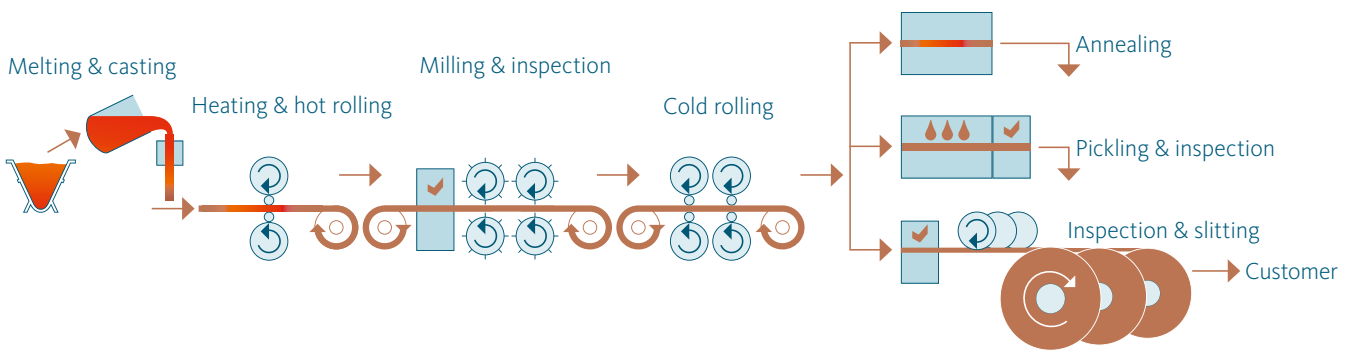 Melting & casting
Heating & hot rolling
Milling & inspection
Cold rolling
Annealing
Pickling & inspection
Inspection & slitting
Customer